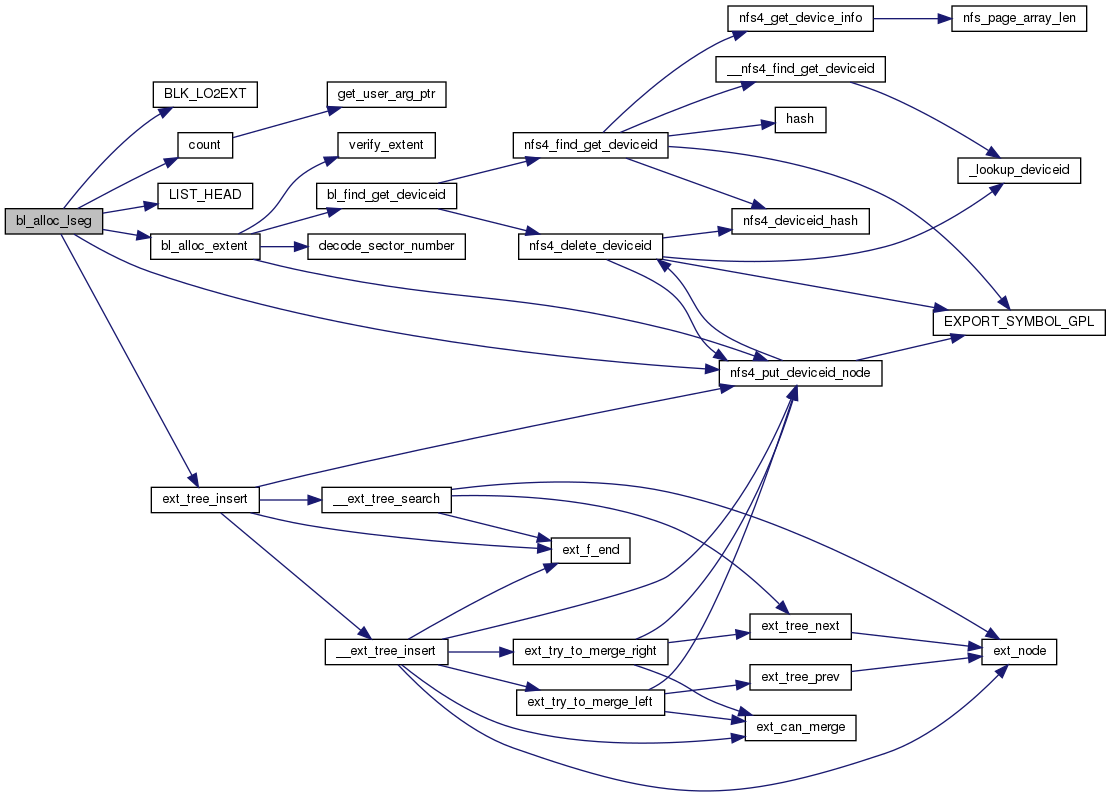 nfs4_get_device_info
nfs_page_array_len
__nfs4_find_get_deviceid
BLK_LO2EXT
get_user_arg_ptr
hash
count
verify_extent
nfs4_find_get_deviceid
_lookup_deviceid
LIST_HEAD
bl_find_get_deviceid
bl_alloc_lseg
nfs4_deviceid_hash
bl_alloc_extent
decode_sector_number
nfs4_delete_deviceid
EXPORT_SYMBOL_GPL
nfs4_put_deviceid_node
ext_tree_insert
__ext_tree_search
ext_f_end
ext_tree_next
__ext_tree_insert
ext_try_to_merge_right
ext_node
ext_tree_prev
ext_try_to_merge_left
ext_can_merge